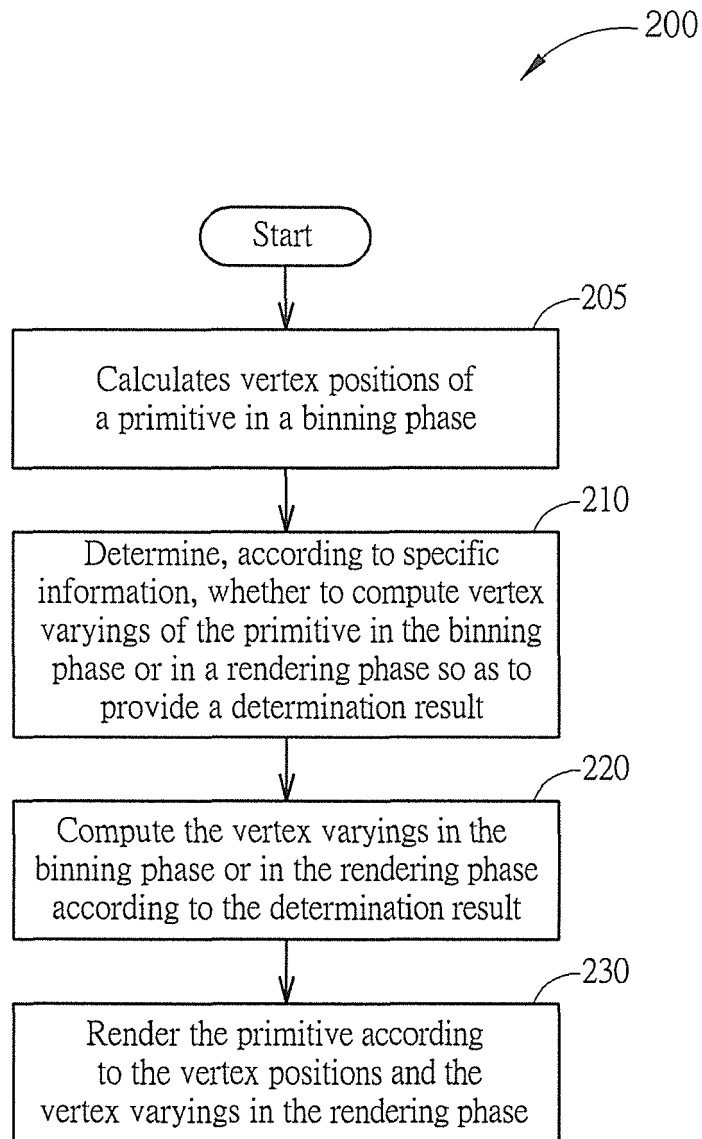 200
Start
205
Calculates vertex positions of
a primitive in a binning phase
210
Determine, according to specific
information, whether to compute vertex
varyings of the primitive in the binning
phase or in a rendering phase so as to
provide a determination result
220
Compute the vertex varyings in the
binning phase or in the rendering phase
according to the determination result
230
Render the primitive according
to the vertex positions and the
vertex varyings in the rendering phase